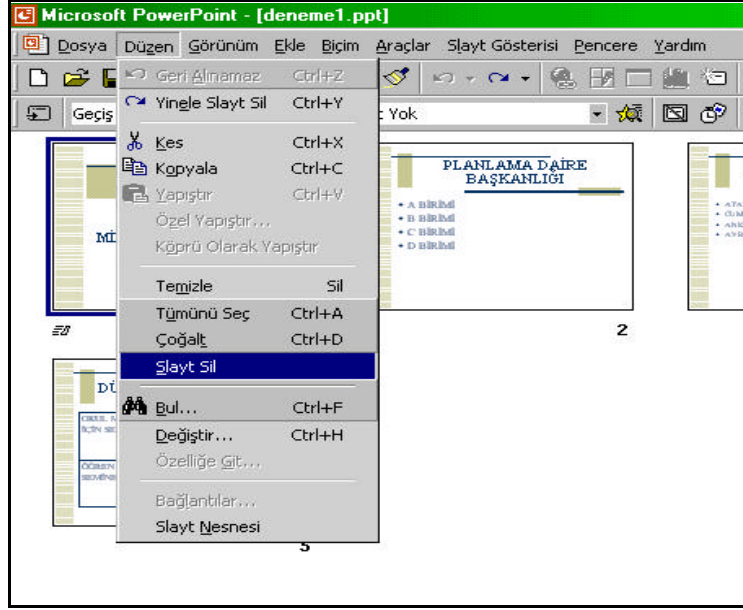 Microsoft PowerPoint - [deneme1.ppt]
Dosya Düzen Görünüm Ekle Biçim Araçlar Slayt Gösterisi Pencere Yardım
Geçiş
Yok
Geri Alınamaz Ctrl+Z
Yinele Slayt Sil Ctrl+Y
Kes Ctrl+X
Kopyala Ctrl+C
Yapıştır Ctrl+V
Özel Yapıştır...
Köprü Olarak Yapıştır
Temizle Sil
Tümünü Seç Ctrl+A
Çoğalt Ctrl+D
Slayt Sil
Bul... Ctrl+F
Değiştir... Ctrl+H
Özelliğe Git...
Bağlantılar...
Slayt Nesnesi
Mİ
PLANLAMA DAİRE
BAŞKANLIĞI
• A BİRİMİ
• B BİRİMİ
• C BİRİMİ
• D BİRİMİ
2
DÜ
5